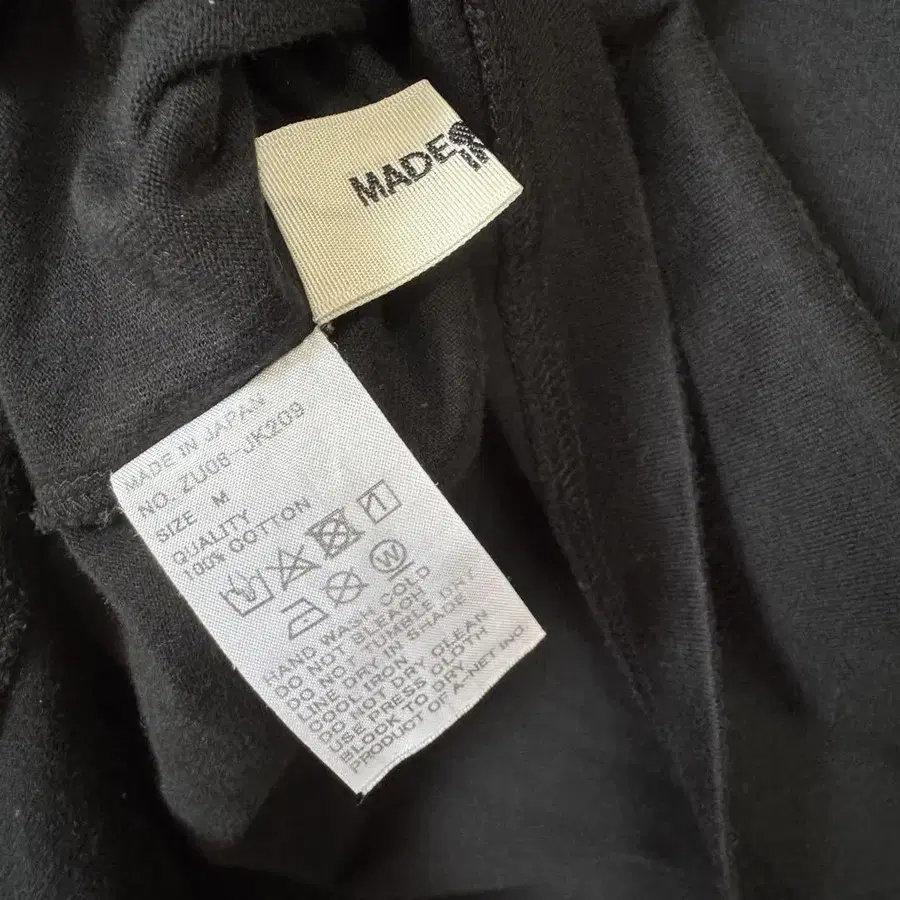 MADE
MADE IN JAPAN
NO. ZU08-JK209
SIZE M
QUALITY
100% COTTON
W
HAND WASH COLD
DO NOT BLEACH
DO NOT TUMBLE DRY
LINE DRY IN SHADE
COOL IRON
DO NOT DRY CLEAN
USE PRESS CLOTH
BLOCK TO DRY
PRODUCT OF A-NET INC